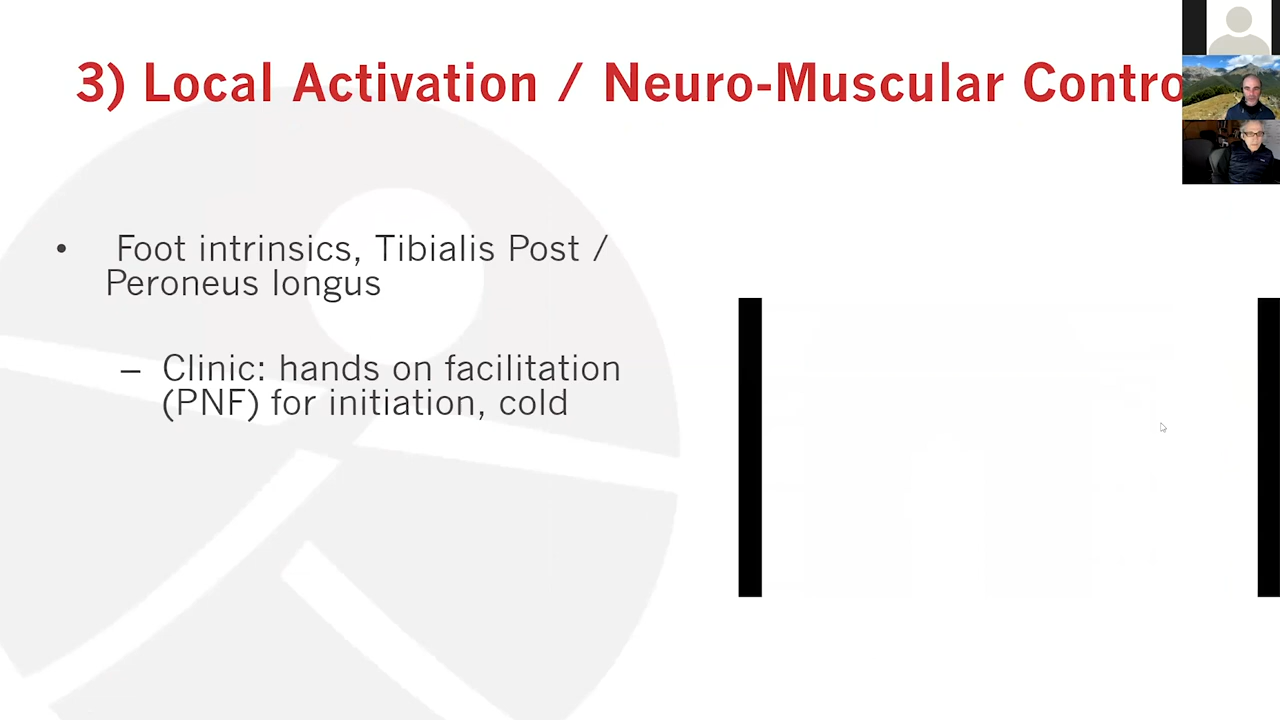 3) Local Activation / Neuro-Muscular Contro
• Foot intrinsics, Tibialis Post /
Peroneus longus
– Clinic: hands on facilitation
(PNF) for initiation, cold